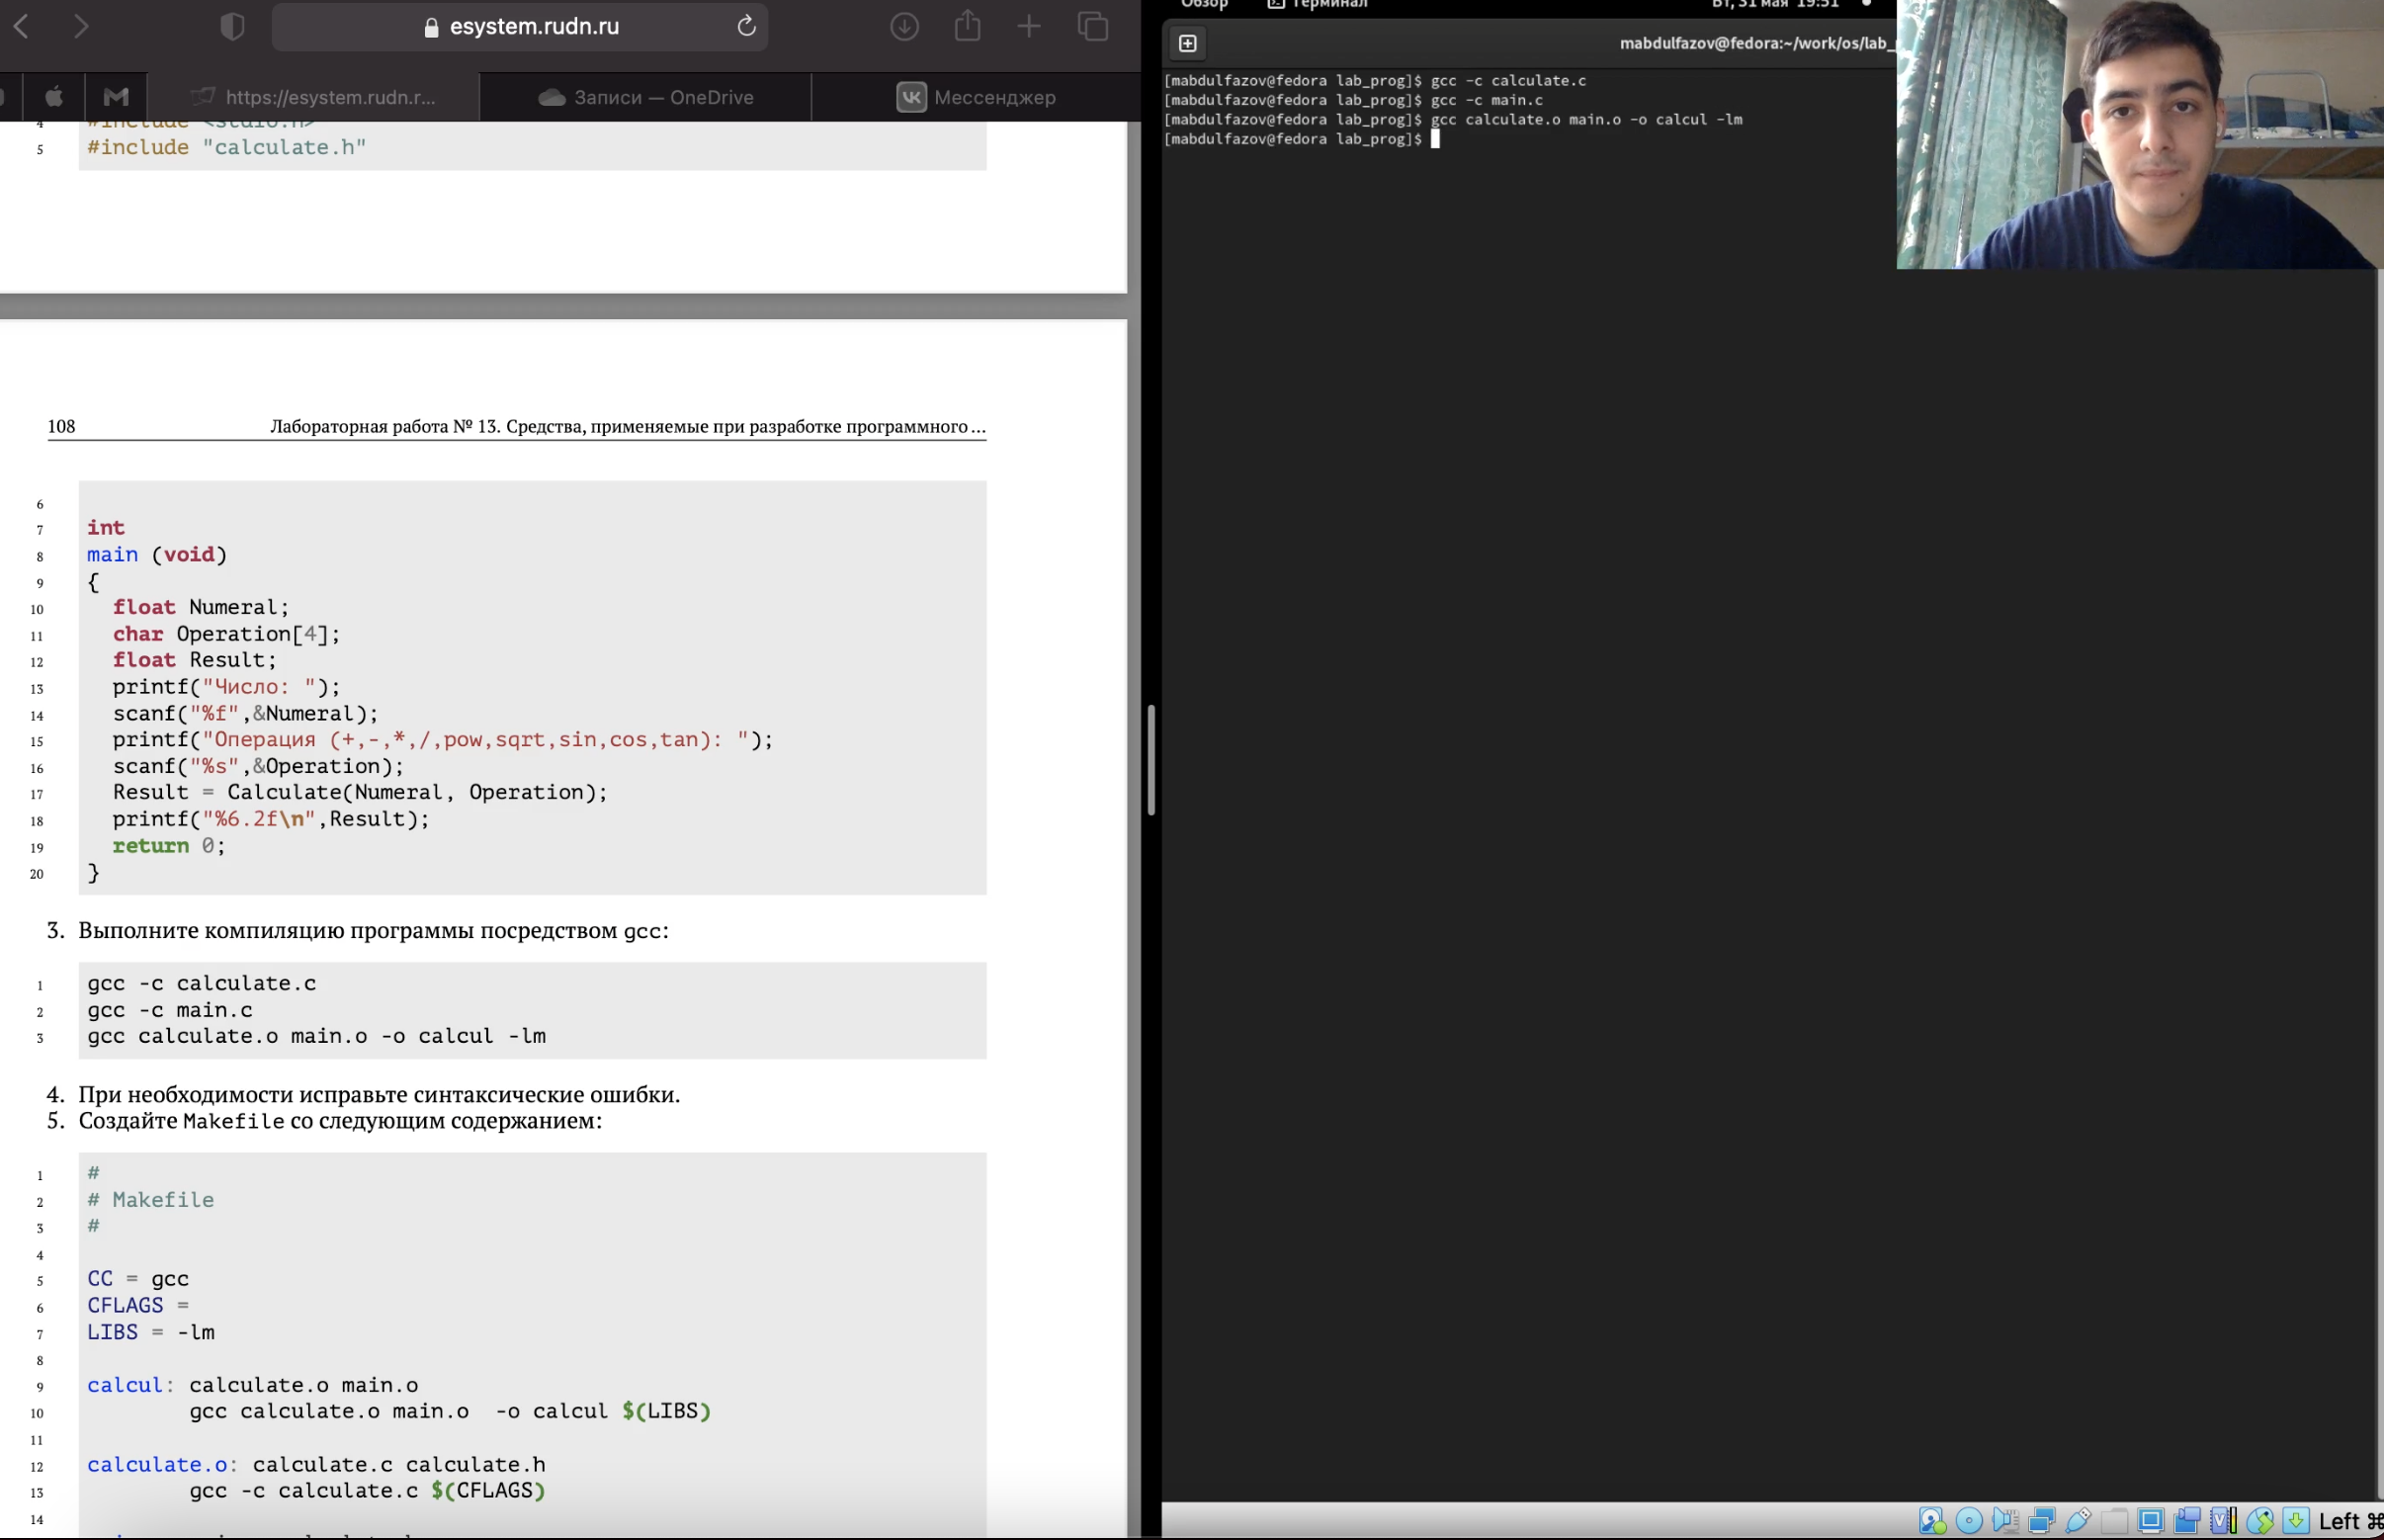 esystem.rudn.ru
https://esystem.rudn.r...
Записи — OneDrive
Мессенджер
4 #include <stdio.h>
5 #include "calculate.h"
108 Лабораторная работа № 13. Средства, применяемые при разработке программного ...
6
7 int
8 main (void)
9 {
10 float Numeral;
11 char Operation[4];
12 float Result;
13 printf("Число: ");
14 scanf("%f",&Numeral);
15 printf("Операция (+,-,*,/,pow,sqrt,sin,cos,tan): ");
16 scanf("%s",&Operation);
17 Result = Calculate(Numeral, Operation);
18 printf("%6.2f\n",Result);
19 return 0;
20 }
3. Выполните компиляцию программы посредством gcc:
1 gcc -c calculate.c
2 gcc -c main.c
3 gcc calculate.o main.o -o calcul -lm
4. При необходимости исправьте синтаксические ошибки.
5. Создайте Makefile со следующим содержанием:
1 #
2 # Makefile
3 #
4
5 CC = gcc
6 CFLAGS =
7 LIBS = -lm
8
9 calcul: calculate.o main.o
10 gcc calculate.o main.o -o calcul $(LIBS)
11
12 calculate.o: calculate.c calculate.h
13 gcc -c calculate.c $(CFLAGS)
14
Обзор
Терминал
Вт, 31 мая 19:51
mabdulfazov@fedora:~/work/os/lab_
[mabdulfazov@fedora lab_prog]$ gcc -c calculate.c
[mabdulfazov@fedora lab_prog]$ gcc -c main.c
[mabdulfazov@fedora lab_prog]$ gcc calculate.o main.o -o calcul -lm
[mabdulfazov@fedora lab_prog]$
Left ⌘